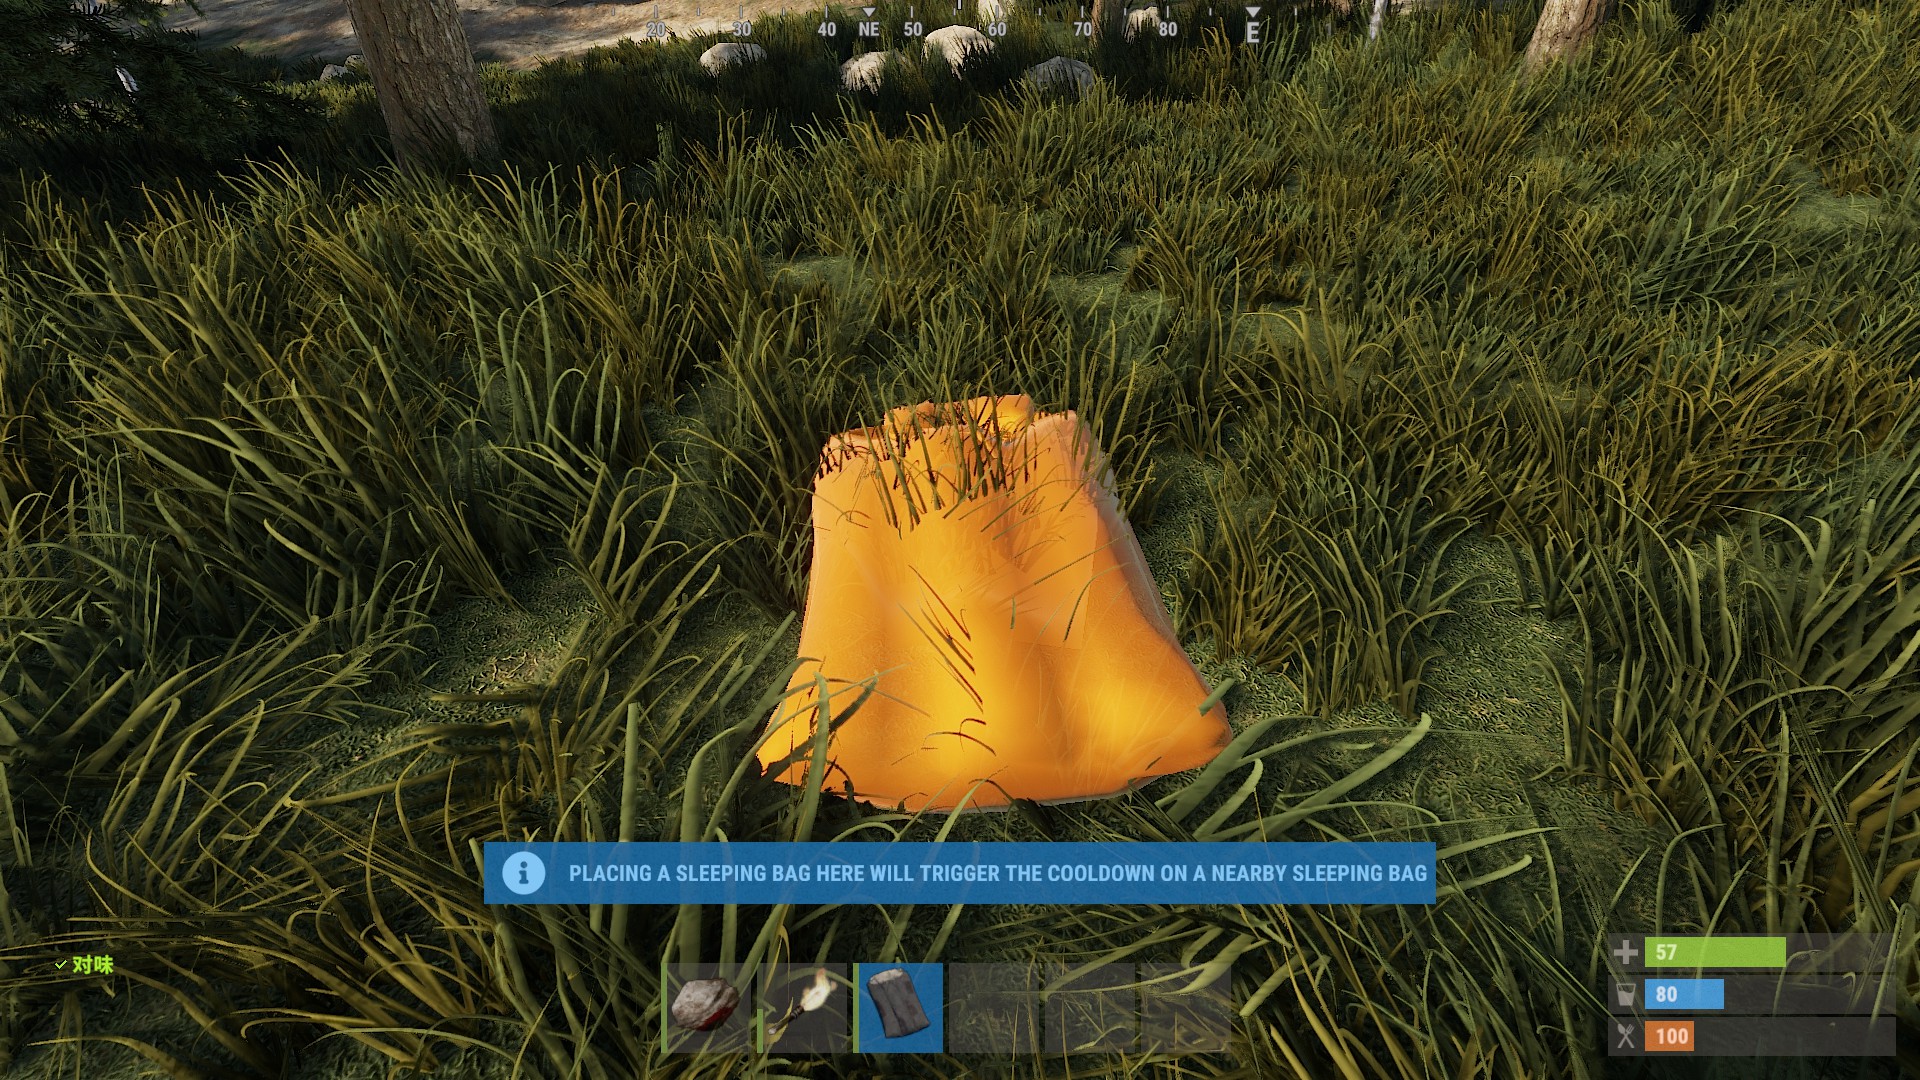 20 30 40 NE 50 60 70 80 E
PLACING A SLEEPING BAG HERE WILL TRIGGER THE COOLDOWN ON A NEARBY SLEEPING BAG
57
对味
80
100